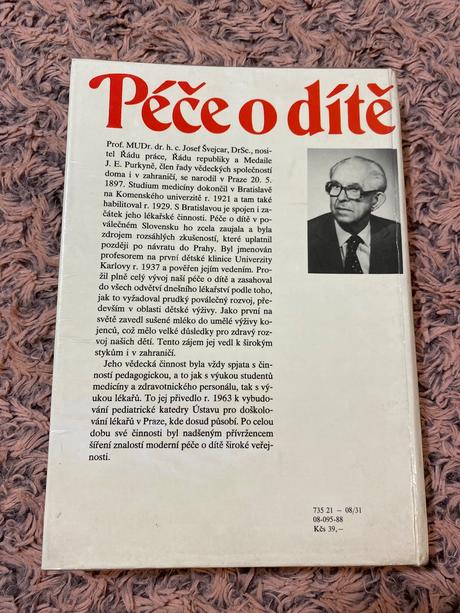 Péče o dítě
Prof. MUDr. dr. h. c. Josef Švejcar, DrSc., nosi-
tel Řádu práce, Řádu republiky a Medaile
J. E. Purkyně, člen řady vědeckých společností
doma i v zahraničí, se narodil v Praze 20. 5.
1897. Studium medicíny dokončil v Bratislavě
na Komenského univerzitě r. 1921 a tam také
habilitoval r. 1929. S Bratislavou je spojen i za-
čátek jeho lékařské činnosti. Péče o dítě v po-
válečném Slovensku ho zcela zaujala a byla
zdrojem rozsáhlých zkušeností, které uplatnil
později po návratu do Prahy. Byl jmenován
profesorem na první dětské klinice Univerzity
Karlovy r. 1937 a pověřen jejím vedením. Pro-
žil plně celý vývoj naší péče o dítě a zasahoval
do všech odvětví dnešního lékařství podle toho,
jak to vyžadoval prudký poválečný rozvoj, pře-
devším v oblasti dětské výživy. Jako první na
světě zavedl sušené mléko do umělé výživy ko-
jenců, což mělo velké důsledky pro zdravý roz-
voj našich dětí. Tento zájem jej vedl k širokým
stykům i v zahraničí.
Jeho vědecká činnost byla vždy spjata s čin-
ností pedagogickou, a to jak s výukou studentů
medicíny a zdravotnického personálu, tak s vý-
ukou lékařů. To jej přivedlo r. 1963 k vybudo-
vání pediatrické katedry Ústavu pro doškolo-
vání lékařů v Praze, kde dosud působí. Po celou
dobu své činnosti byl nadšeným přívržencem
šíření znalostí moderní péče o dítě široké veřej-
nosti.
735 21 – 08/31
08-095-88
Kčs 39,–